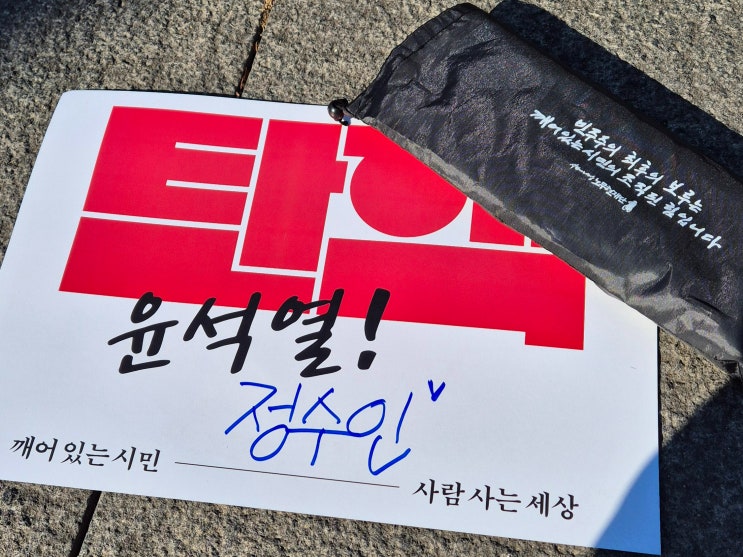 탄핵
윤석열!
정수인
깨어 있는 시민
사람 사는 세상
민주주의 최후의 보루는
깨어있는 시민의 조직된 힘입니다.